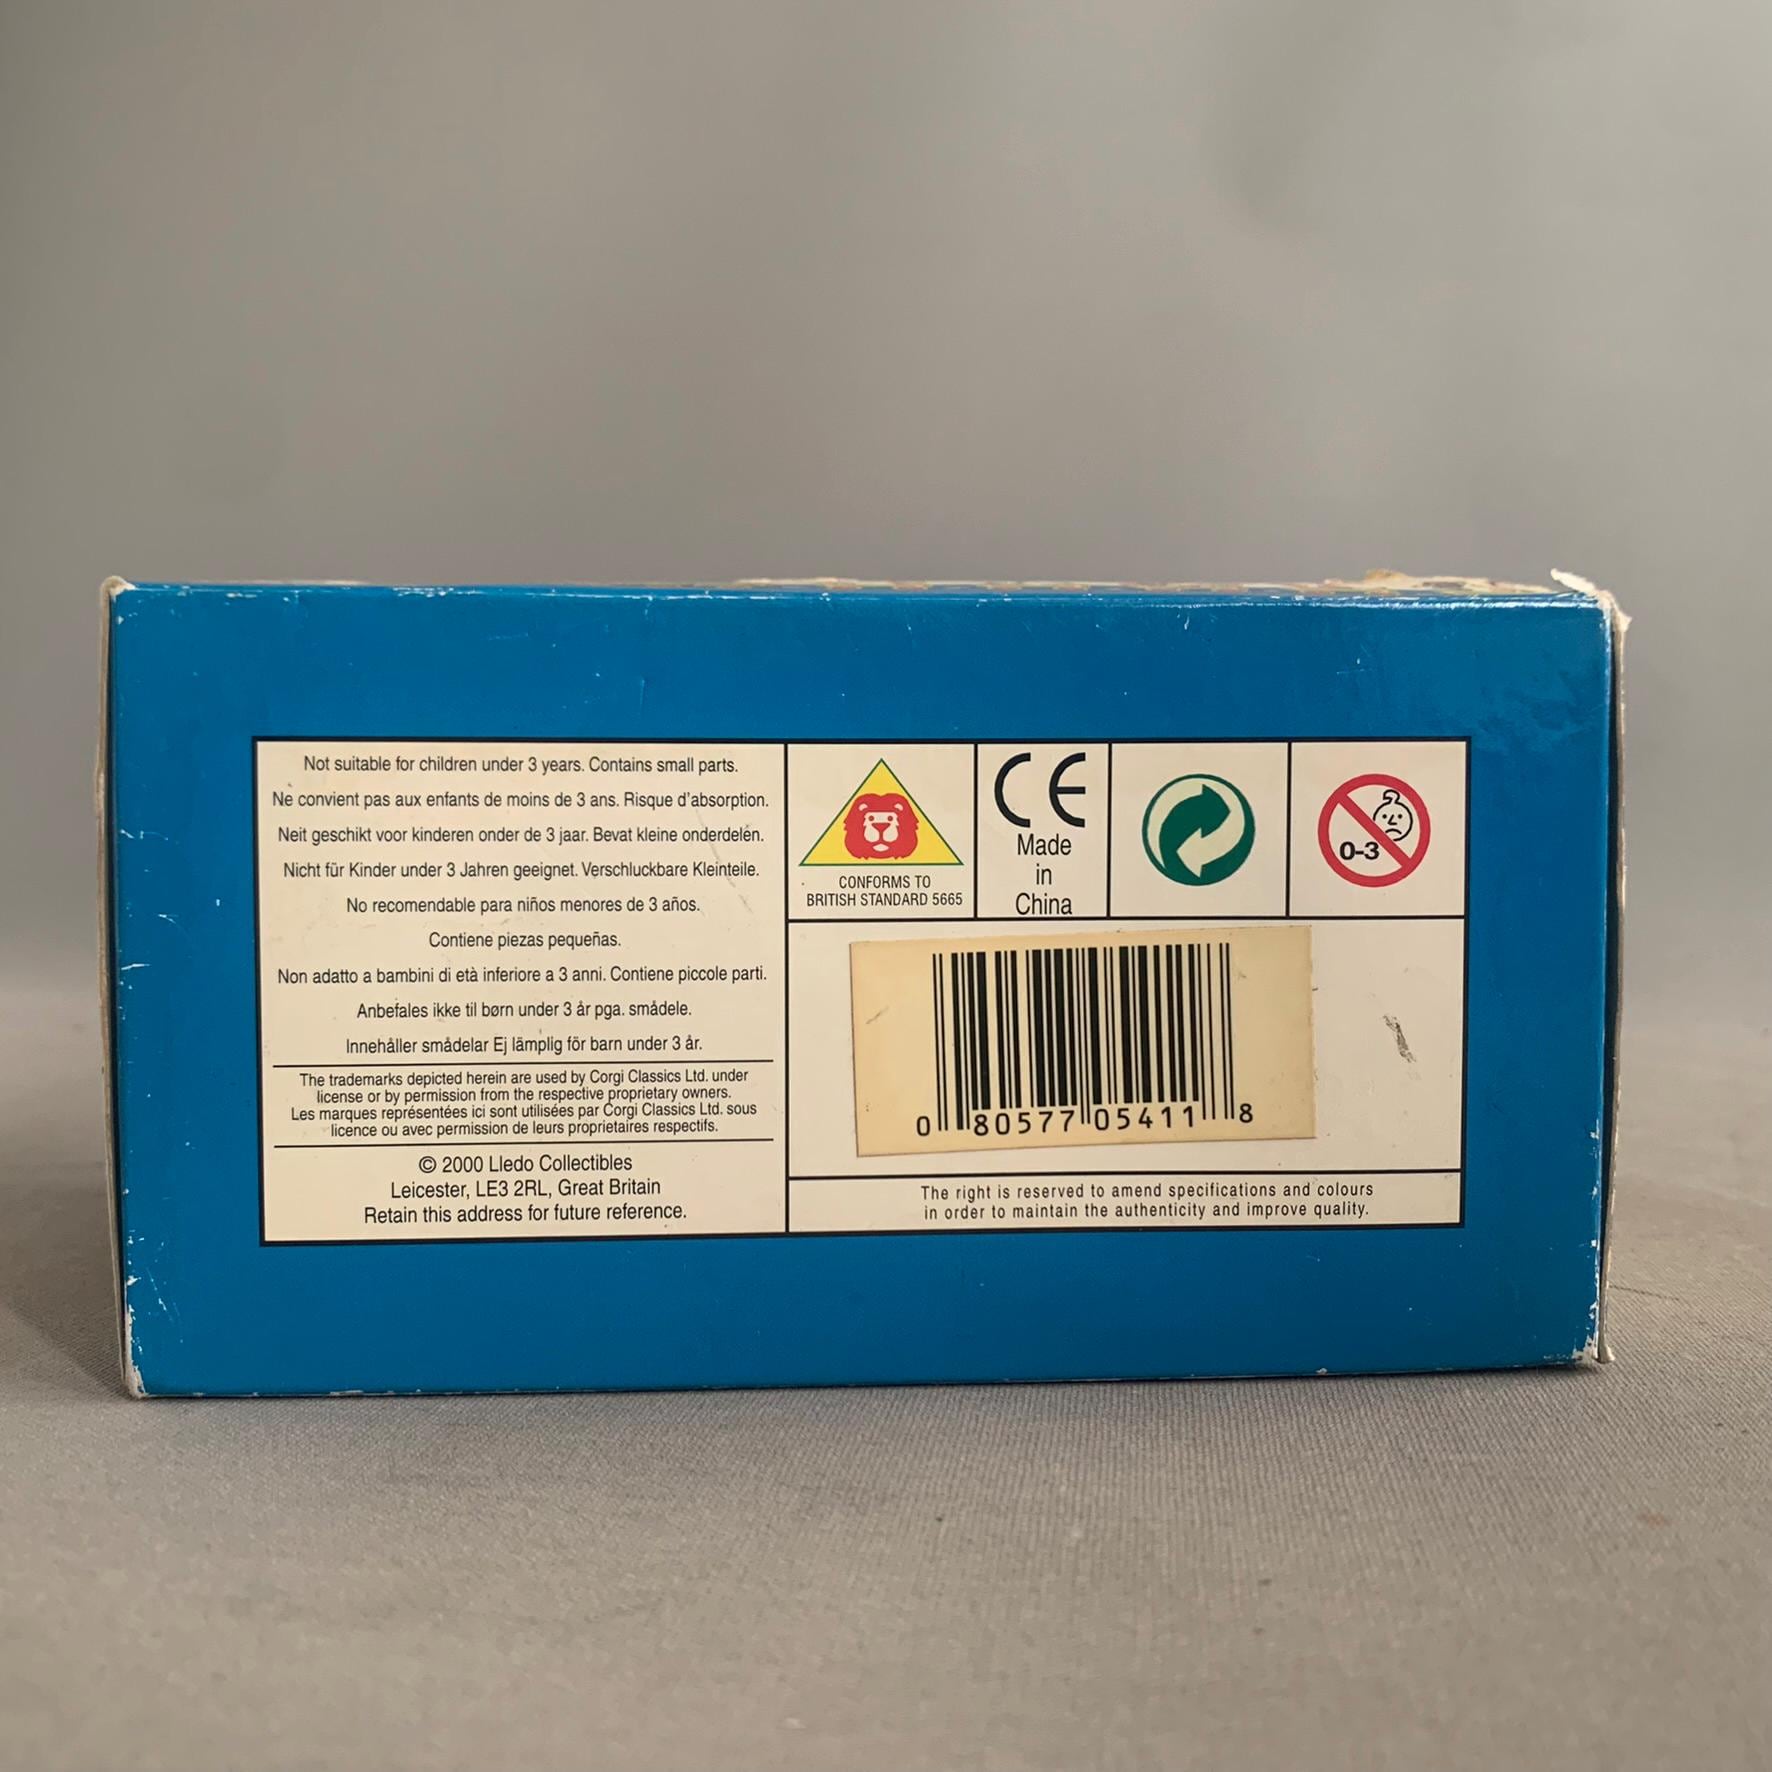 Not suitable for children under 3 years. Contains small parts.
Ne convient pas aux enfants de moins de 3 ans. Risque d'absorption.
Neit geschikt voor kinderen onder de 3 jaar. Bevat kleine onderdelén.
Nicht für Kinder under 3 Jahren geeignet. Verschluckbare Kleinteile.
No recomendable para niños menores de 3 años.
Contiene piezas pequeñas.
Non adatto a bambini di età inferiore a 3 anni. Contiene piccole parti.
Anbefales ikke til børn under 3 år pga. smådele.
Innehåller smådelar Ej lämplig för barn under 3 år.
The trademarks depicted herein are used by Corgi Classics Ltd. under
license or by permission from the respective proprietary owners.
Les marques représentées ici sont utilisées par Corgi Classics Ltd. sous
licence ou avec permission de leurs proprietaires respectifs.
© 2000 Lledo Collectibles
Leicester, LE3 2RL, Great Britain
Retain this address for future reference.
CONFORMS TO
BRITISH STANDARD 5665
CE
Made
in
China
0-3
0 80577 05411 8
The right is reserved to amend specifications and colours
in order to maintain the authenticity and improve quality.